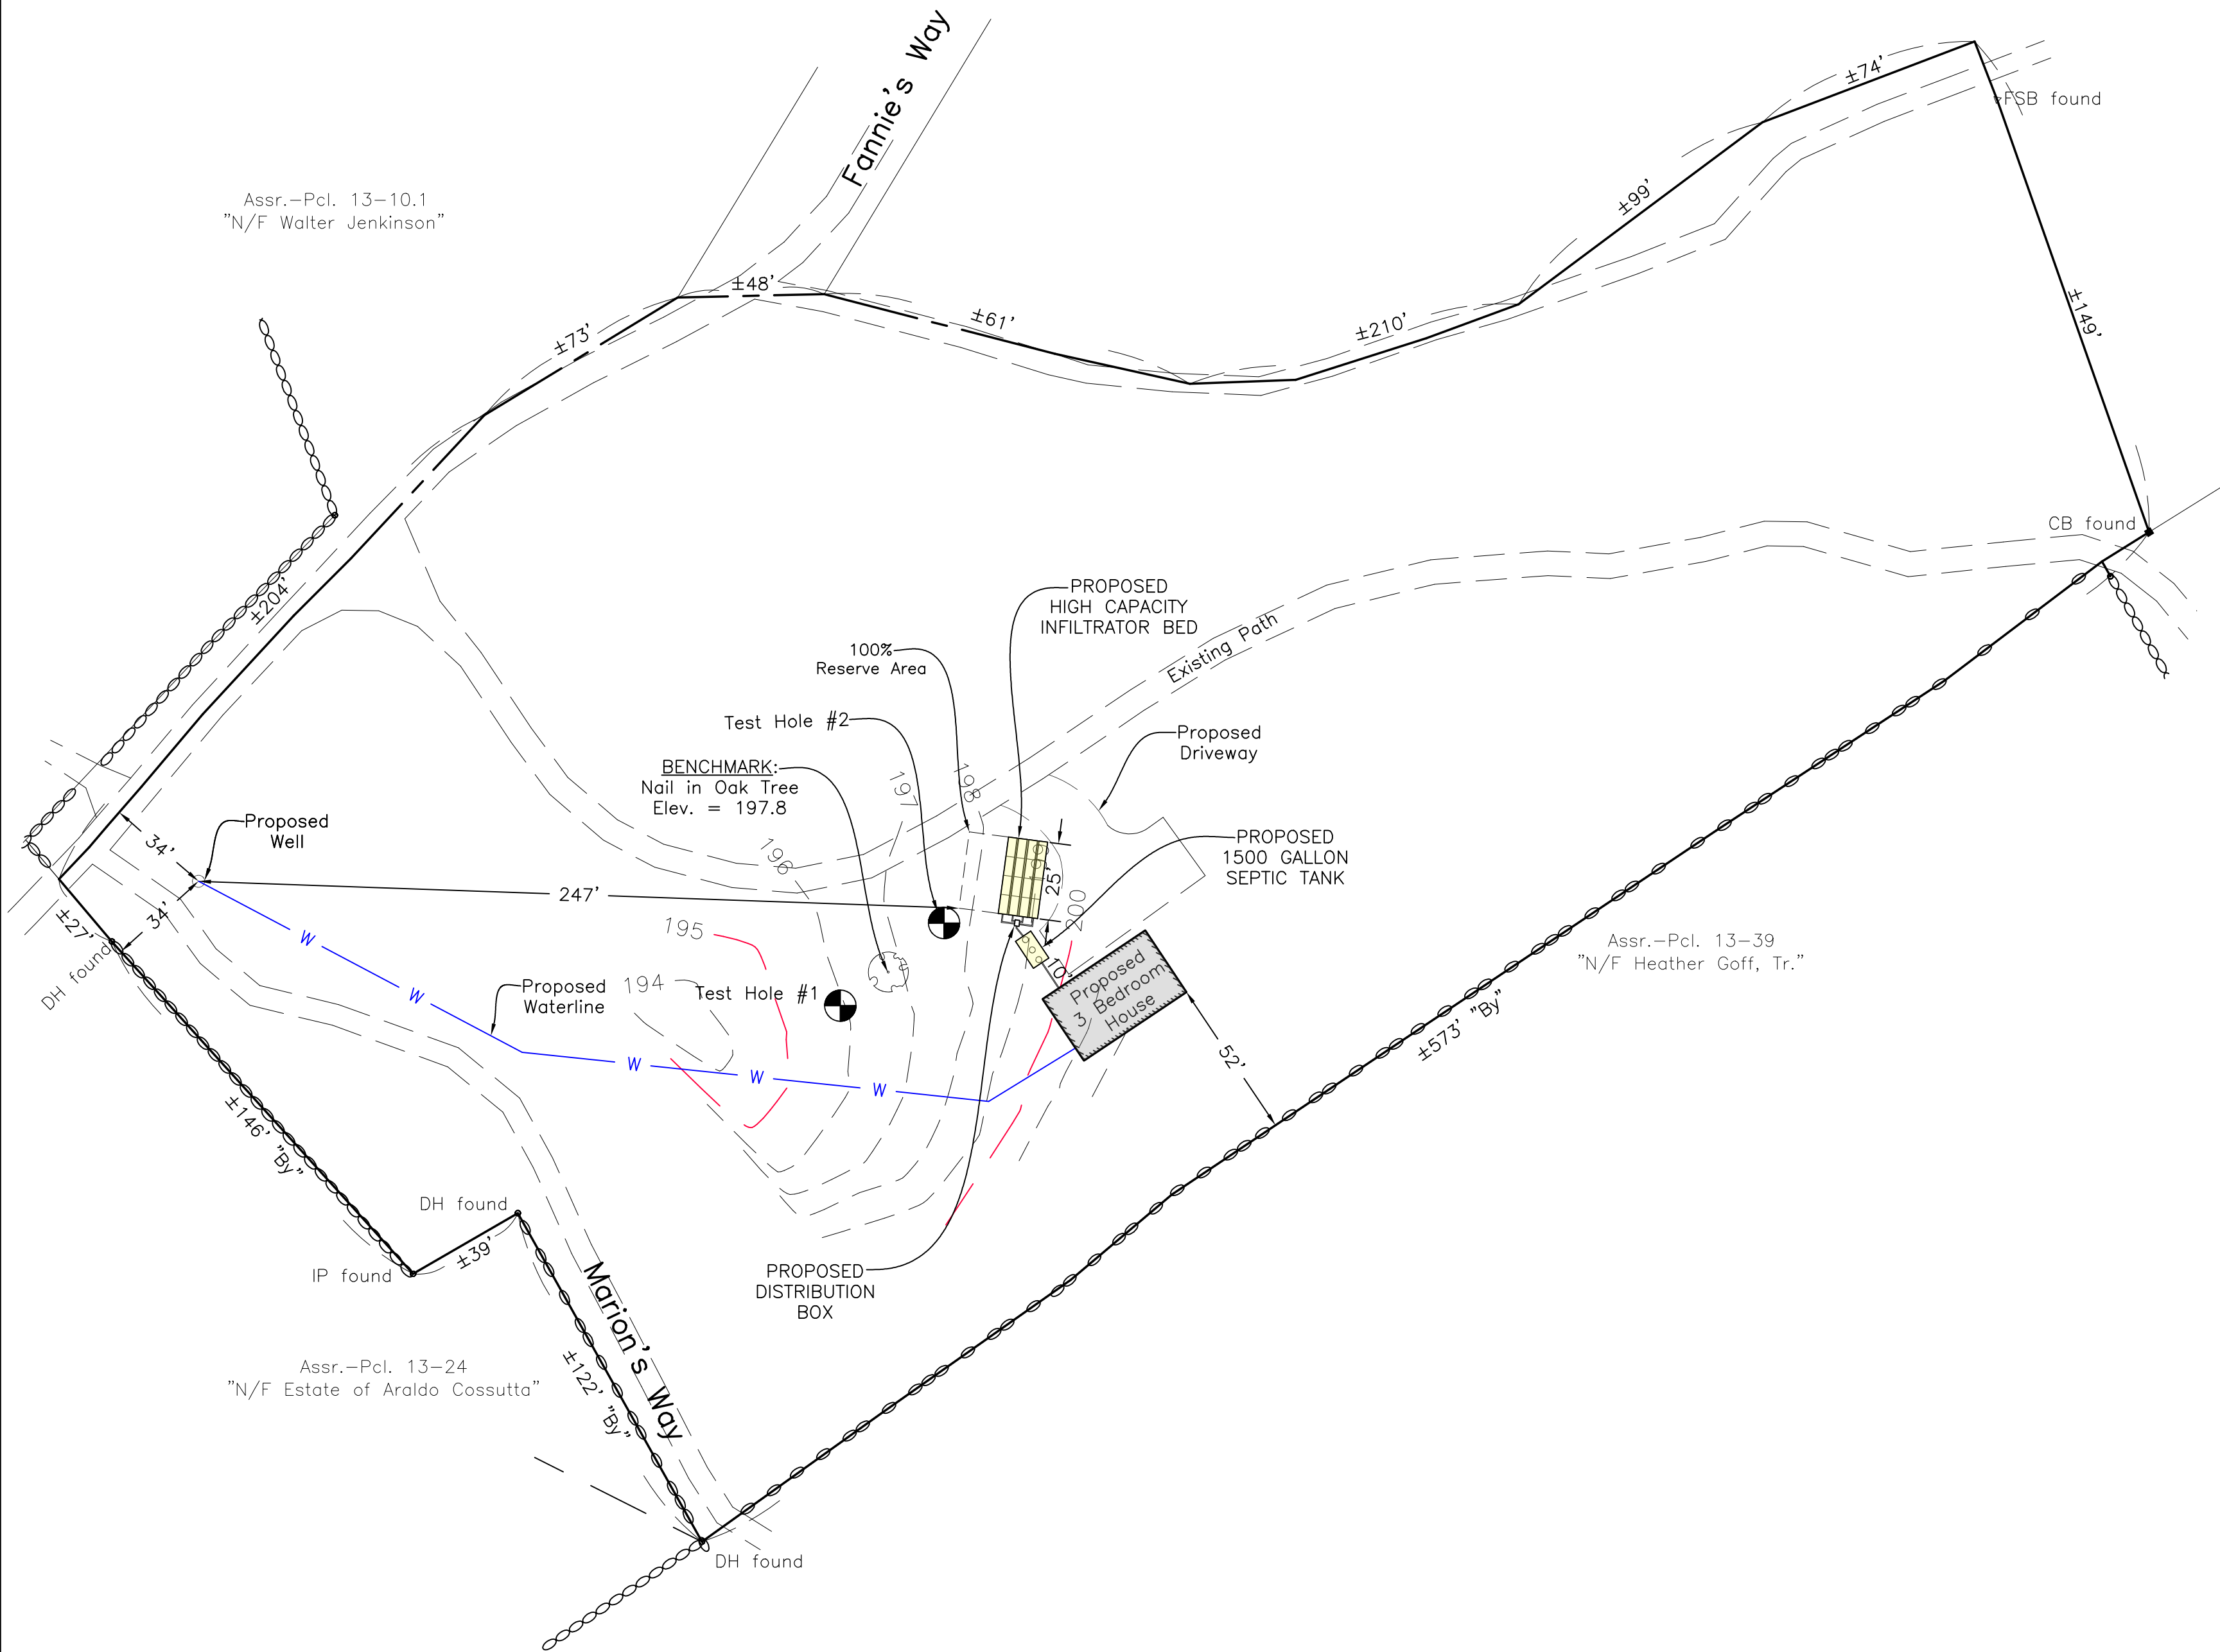 Fannie's Way
±74'
FSB found
Assr.-Pcl. 13-10.1
"N/F Walter Jenkinson"
±99'
±48'
±73'
±61'
±210'
±149'
CB found
±204'
PROPOSED
HIGH CAPACITY
INFILTRATOR BED
Existing Path
100%
Reserve Area
Test Hole #2
Proposed
Driveway
BENCHMARK:
Nail in Oak Tree
Elev. = 197.8
197
198
196
199
Proposed
Well
34'
34'
247'
PROPOSED
1500 GALLON
SEPTIC TANK
25'
200
±27'
DH found
W
W
W
W
W
195
194
Proposed
Waterline
Test Hole #1
10'
Proposed
3 Bedroom
House
52'
Assr.-Pcl. 13-39
"N/F Heather Goff, Tr."
±573' "By"
±146' "By"
DH found
±39'
IP found
Marion's Way
PROPOSED
DISTRIBUTION
BOX
Assr.-Pcl. 13-24
"N/F Estate of Araldo Cossutta"
±122' "By"
DH found